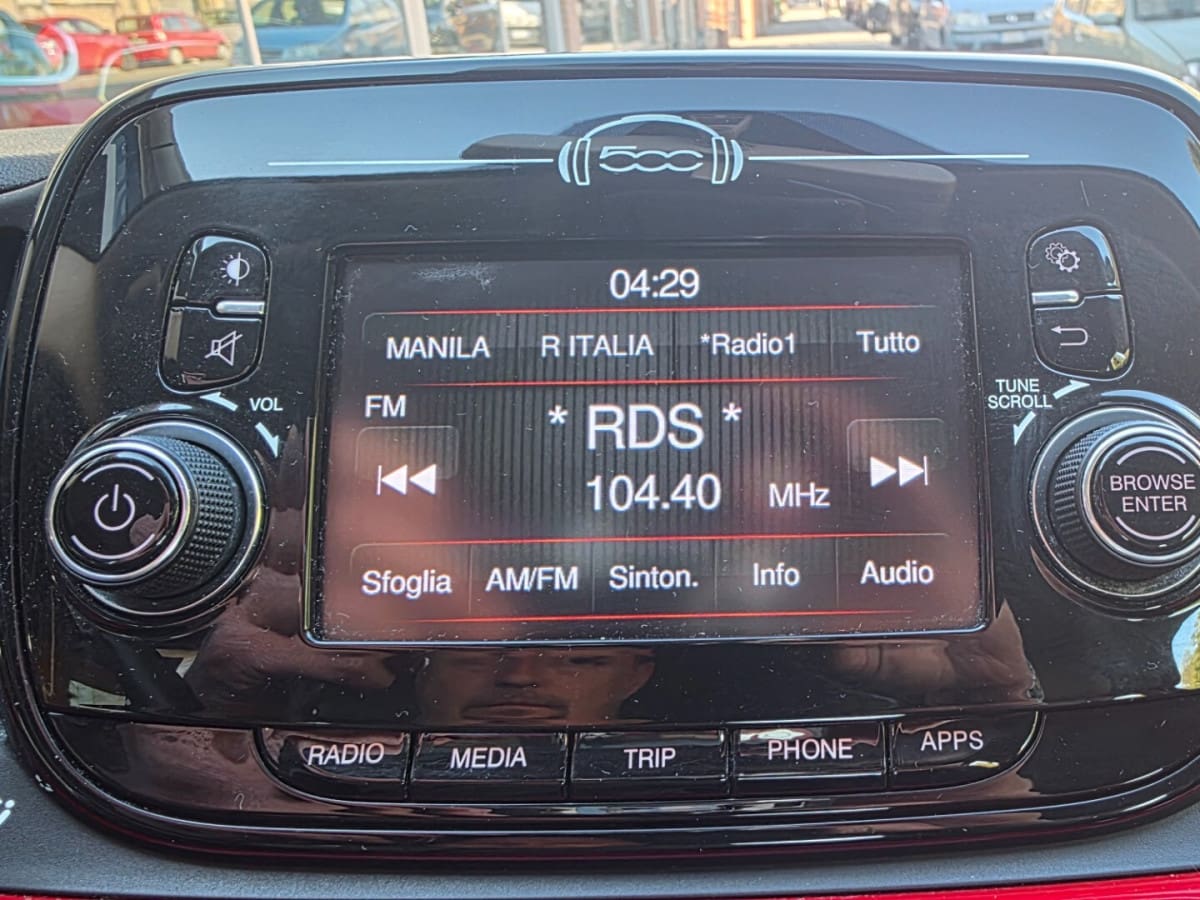 500
04:29
MANILA R ITALIA *Radio1 Tutto
VOL
TUNE
SCROLL
FM
* RDS *
104.40 MHz
BROWSE
ENTER
Sfoglia AM/FM Sinton. Info Audio
RADIO MEDIA TRIP PHONE APPS